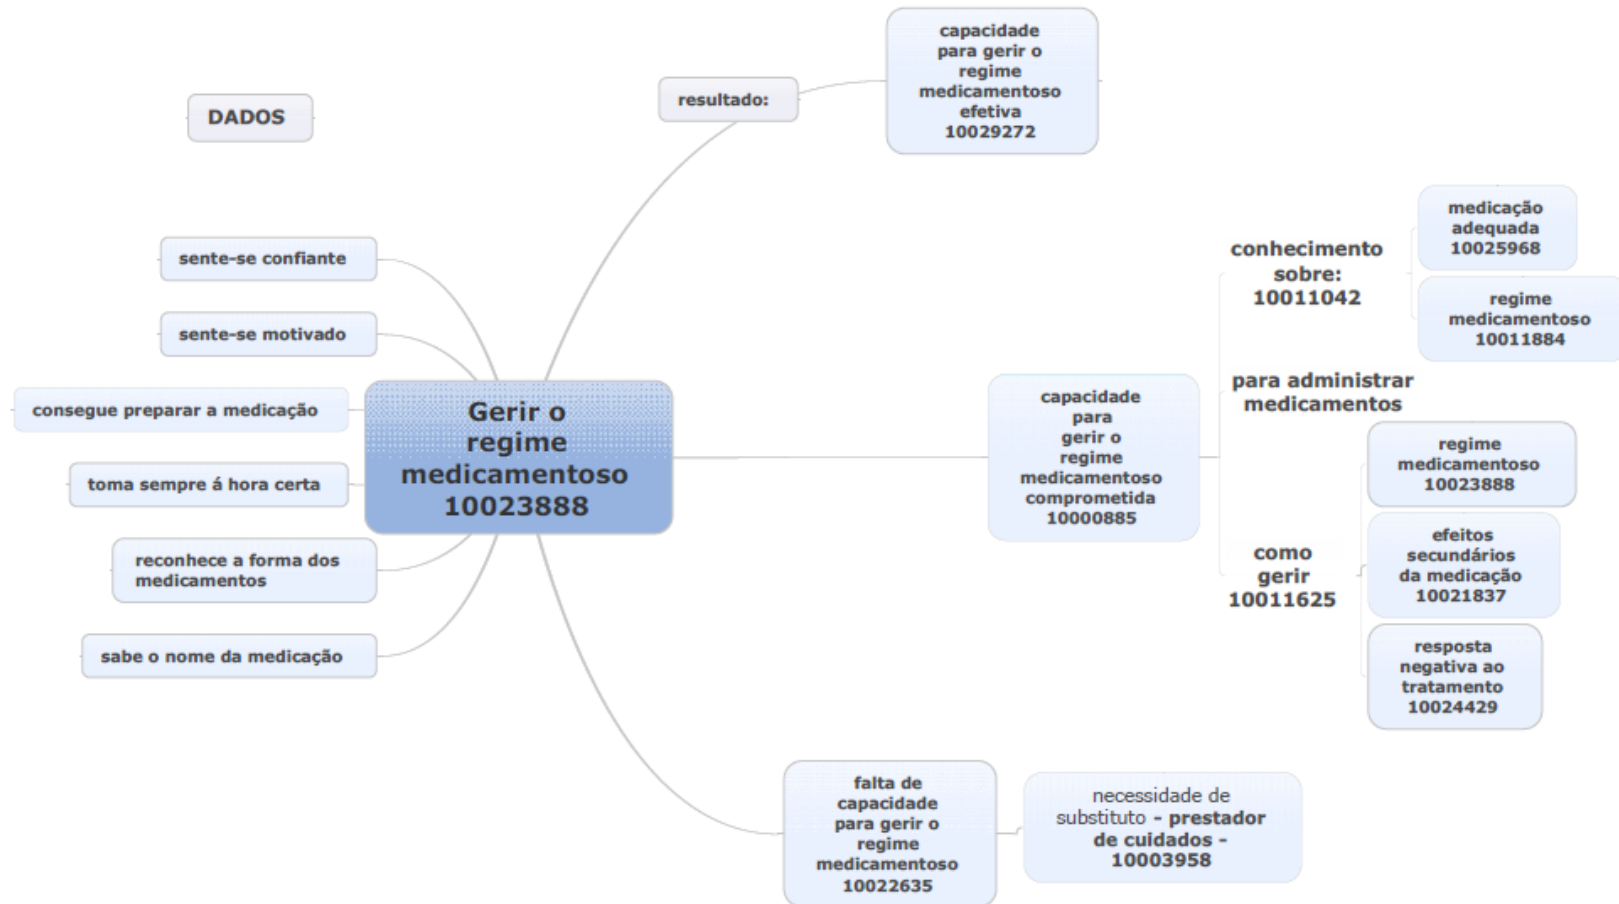 DADOS
sente-se confiante
sente-se motivado
consegue preparar a medicação
toma sempre á hora certa
reconhece a forma dos
medicamentos
sabe o nome da medicação
Gerir o
regime
medicamentoso
10023888
resultado:
capacidade
para gerir o
regime
medicamentoso
efetiva
10029272
capacidade
para
gerir o
regime
medicamentoso
comprometida
10000885
conhecimento
sobre:
10011042
medicação
adequada
10025968
regime
medicamentoso
10011884
para administrar
medicamentos
como
gerir
10011625
regime
medicamentoso
10023888
efeitos
secundários
da medicação
10021837
resposta
negativa ao
tratamento
10024429
falta de
capacidade
para gerir o
regime
medicamentoso
10022635
necessidade de
substituto - prestador
de cuidados -
10003958